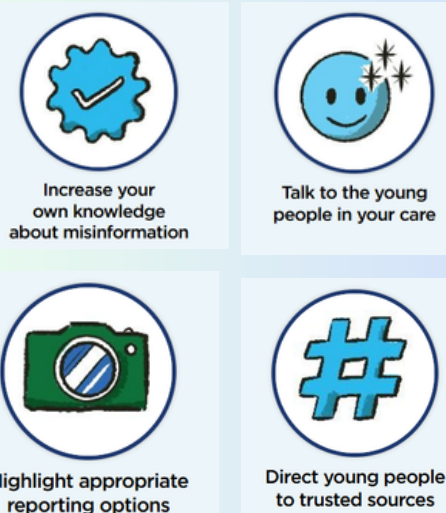 Increase your
own knowledge
about misinformation
Talk to the young
people in your care
Highlight appropriate
reporting options
Direct young people
to trusted sources